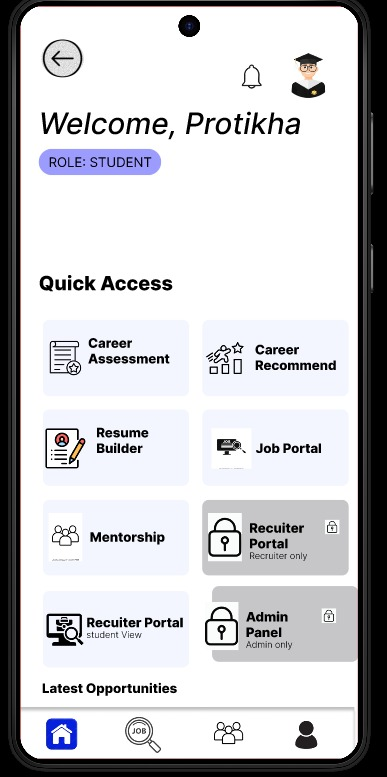 Welcome, Protikha
ROLE: STUDENT
Quick Access
Career
Assessment
Career
Recommend
Resume
Builder
JOB
Job Portal
Mentorship
Recuiter
Portal
Recruiter only
Recuiter Portal
student View
Admin
Panel
Admin only
Latest Opportunities
JOB